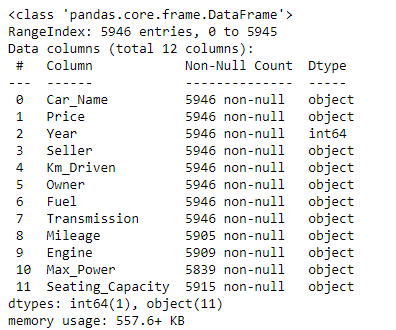 <class 'pandas.core.frame.DataFrame'>
RangeIndex: 5946 entries, 0 to 5945
Data columns (total 12 columns):
 #   Column            Non-Null Count  Dtype
---  ------            --------------  -----
 0   Car_Name          5946 non-null   object
 1   Price             5946 non-null   object
 2   Year              5946 non-null   int64
 3   Seller            5946 non-null   object
 4   Km_Driven         5946 non-null   object
 5   Owner             5946 non-null   object
 6   Fuel              5946 non-null   object
 7   Transmission      5946 non-null   object
 8   Mileage           5905 non-null   object
 9   Engine            5909 non-null   object
 10  Max_Power         5839 non-null   object
 11  Seating_Capacity  5915 non-null   object
dtypes: int64(1), object(11)
memory usage: 557.6+ KB